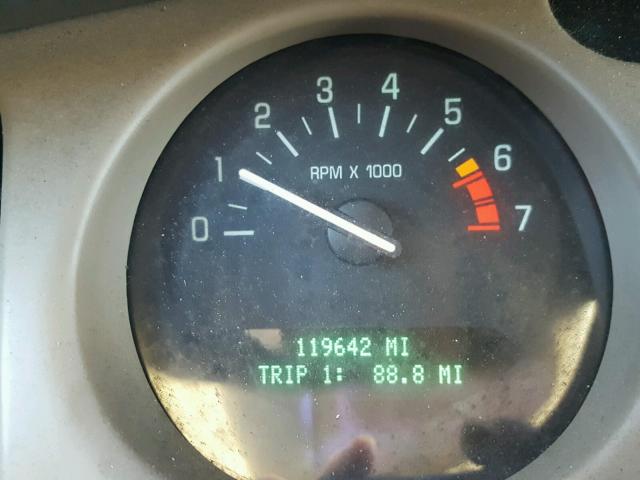 0 1 2 3 4 5 6 7
RPM X 1000
119642 MI
TRIP 1: 88.8 MI